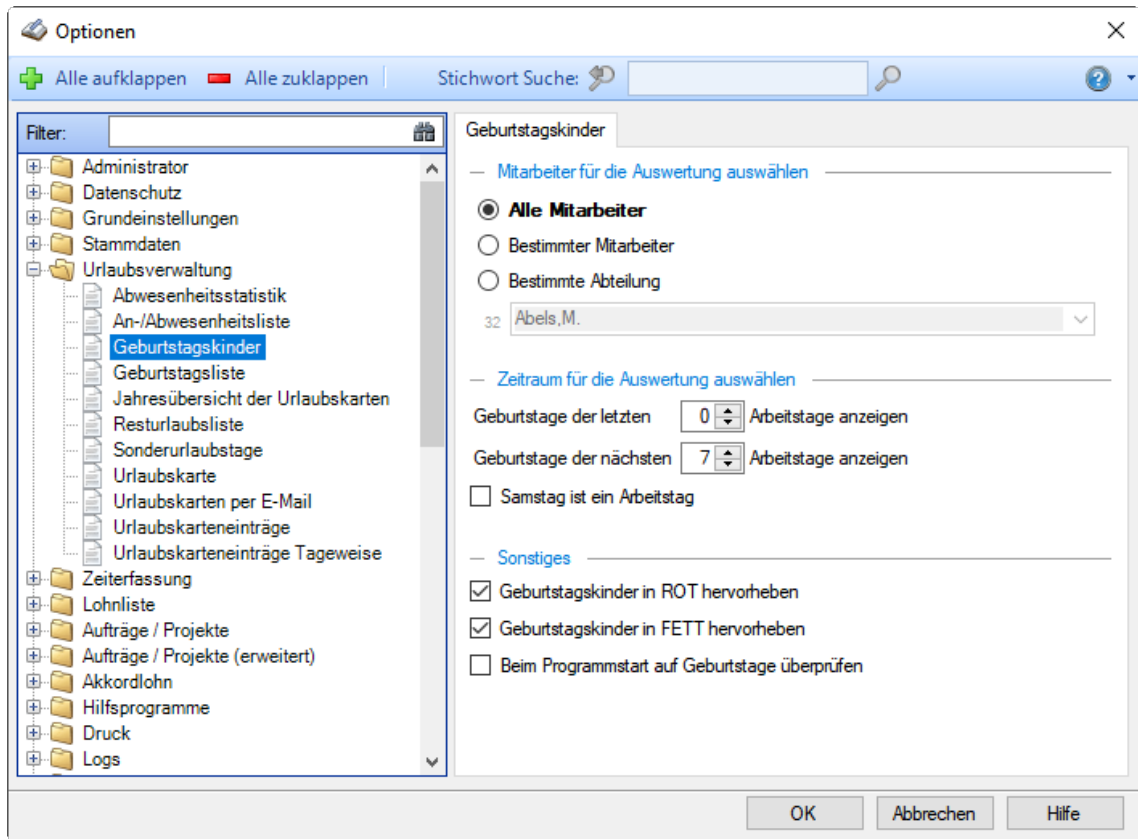 Optionen
Alle aufklappen Alle zuklappen Stichwort Suche:
Filter:
Administrator
Datenschutz
Grundeinstellungen
Stammdaten
Urlaubsverwaltung
Abwesenheitsstatistik
An-/Abwesenheitsliste
Geburtstagskinder
Geburtstagsliste
Jahresübersicht der Urlaubskarten
Resturlaubsliste
Sonderurlaubstage
Urlaubskarte
Urlaubskarten per E-Mail
Urlaubskarteneinträge
Urlaubskarteneinträge Tageweise
Zeiterfassung
Lohnliste
Aufträge / Projekte
Aufträge / Projekte (erweitert)
Akkordlohn
Hilfsprogramme
Druck
Logs
Geburtstagskinder
Mitarbeiter für die Auswertung auswählen
Alle Mitarbeiter
Bestimmter Mitarbeiter
Bestimmte Abteilung
32 Abels,M.
Zeitraum für die Auswertung auswählen
Geburtstage der letzten 0 Arbeitstage anzeigen
Geburtstage der nächsten 7 Arbeitstage anzeigen
Samstag ist ein Arbeitstag
Sonstiges
Geburtstagskinder in ROT hervorheben
Geburtstagskinder in FETT hervorheben
Beim Programmstart auf Geburtstage überprüfen
OK Abbrechen Hilfe